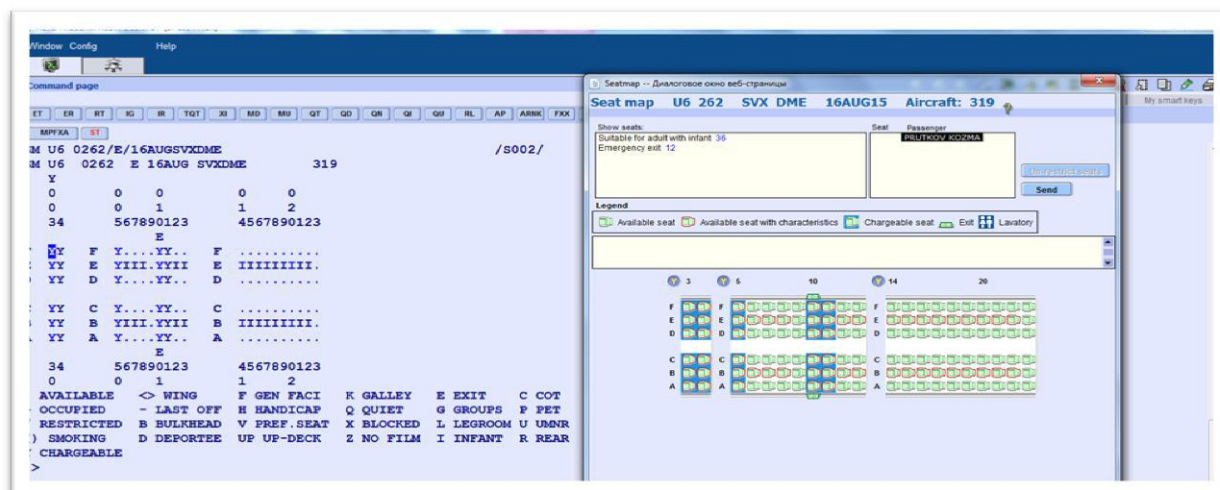 Window Config Help
Command page
ET ER RT IG IR TQT XI MD MU QT QD QN QI QU RL AP ARNK FXX
MPFXA ST
My smart keys
M U6 0262/E/16AUGSVXDME /S002/
M U6 0262 E 16AUG SVXDME 319
Y
0 0 0 0 0
0 0 1 1 2
34 567890123 4567890123
E
YY F Y....YY.. F ..........
YY E YIII.YYII E IIIIIIIII.
YY D Y....YY.. D ..........
YY C Y....YY.. C ..........
YY B YIII.YYII B IIIIIIIII.
YY A Y....YY.. A ..........
E
34 567890123 4567890123
0 0 1 1 2
AVAILABLE <> WING F GEN FACI K GALLEY E EXIT C COT
OCCUPIED - LAST OFF H HANDICAP Q QUIET G GROUPS P PET
RESTRICTED B BULKHEAD V PREF.SEAT X BLOCKED L LEGROOM U UMNR
) SMOKING D DEPORTEE UP UP-DECK Z NO FILM I INFANT R REAR
CHARGEABLE
>
Seatmap -- Диалоговое окно веб-страницы
Seat map U6 262 SVX DME 16AUG15 Aircraft: 319
Show seats:
Suitable for adult with infant 36
Emergency exit 12
Seat Passenger
PRUTKOV KOZMA
Un-restrict seats
Send
Legend
Available seat Available seat with characteristics Chargeable seat Exit Lavatory
Y 3 Y 5 10 Y 14 20
F F F
E E E
D D D
C C C
B B B
A A A